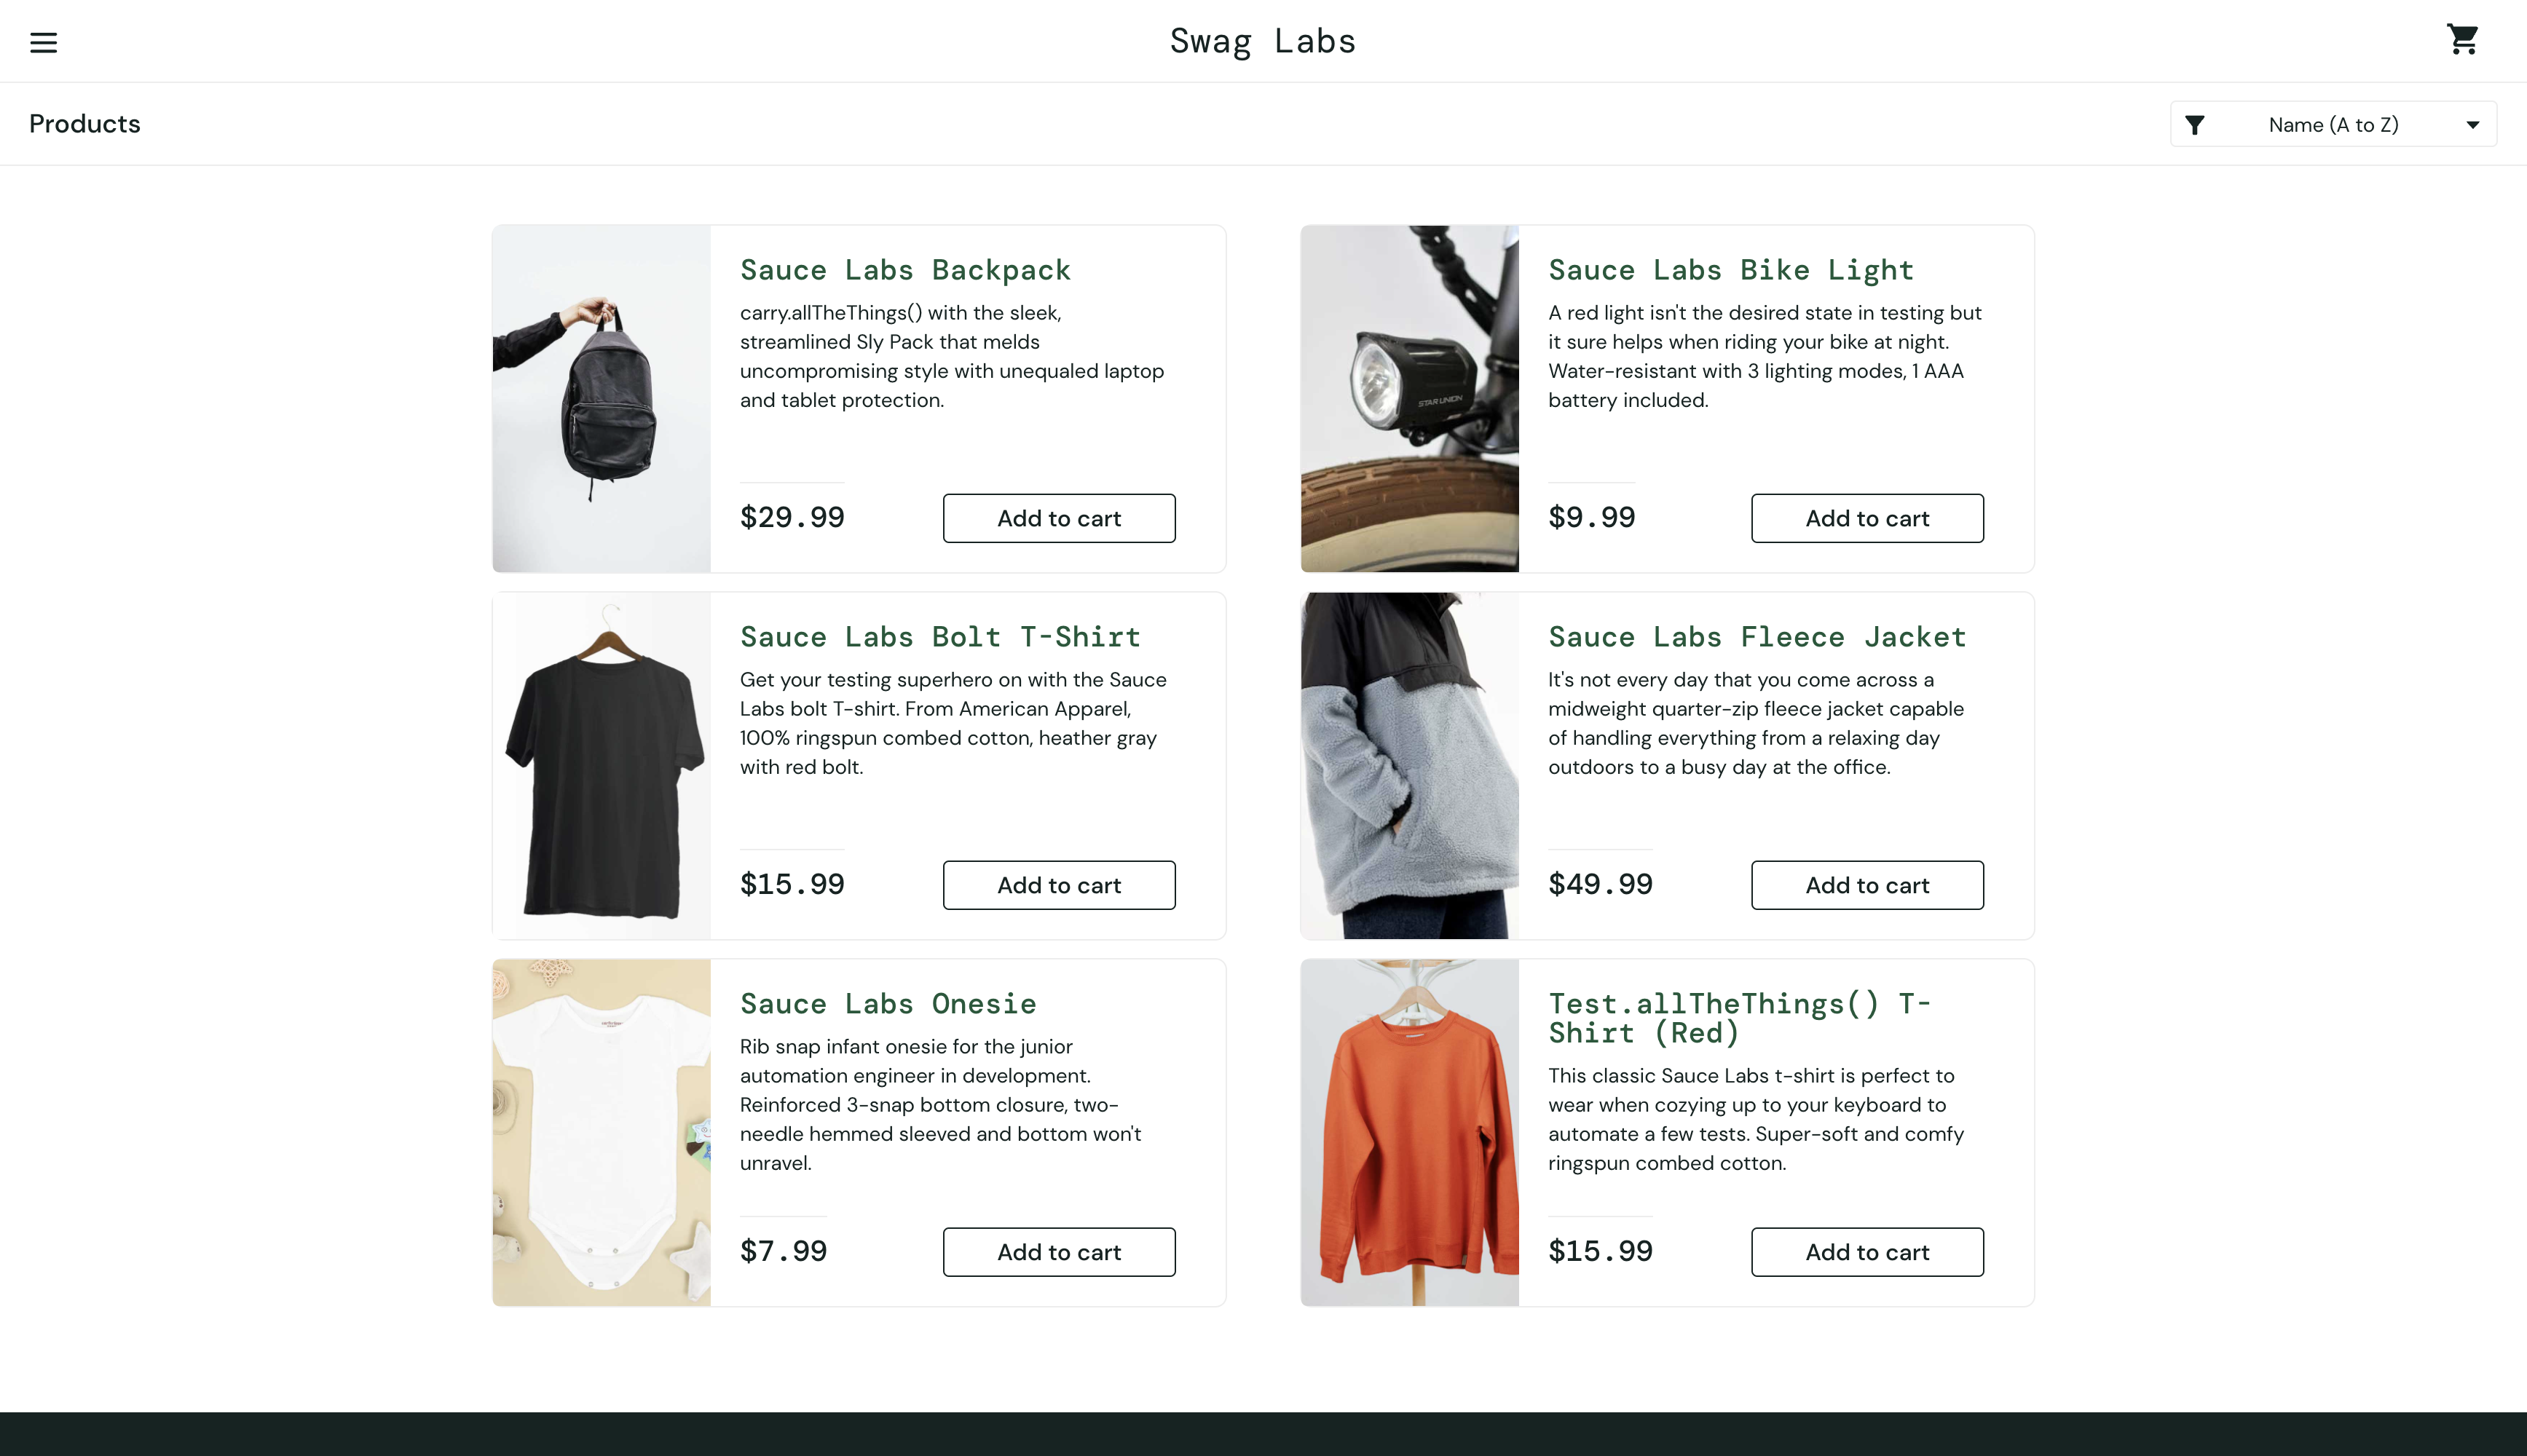 Swag Labs
Products
Name (A to Z)
Sauce Labs Backpack
carry.allTheThings() with the sleek,
streamlined Sly Pack that melds
uncompromising style with unequaled laptop
and tablet protection.
$29.99
Add to cart
Sauce Labs Bike Light
A red light isn't the desired state in testing but
it sure helps when riding your bike at night.
Water-resistant with 3 lighting modes, 1 AAA
battery included.
STAR UNION
$9.99
Add to cart
Sauce Labs Bolt T-Shirt
Get your testing superhero on with the Sauce
Labs bolt T-shirt. From American Apparel,
100% ringspun combed cotton, heather gray
with red bolt.
$15.99
Add to cart
Sauce Labs Fleece Jacket
It's not every day that you come across a
midweight quarter-zip fleece jacket capable
of handling everything from a relaxing day
outdoors to a busy day at the office.
$49.99
Add to cart
Sauce Labs Onesie
Rib snap infant onesie for the junior
automation engineer in development.
Reinforced 3-snap bottom closure, two-
needle hemmed sleeved and bottom won't
unravel.
$7.99
Add to cart
Test.allTheThings() T-
Shirt (Red)
This classic Sauce Labs t-shirt is perfect to
wear when cozying up to your keyboard to
automate a few tests. Super-soft and comfy
ringspun combed cotton.
$15.99
Add to cart